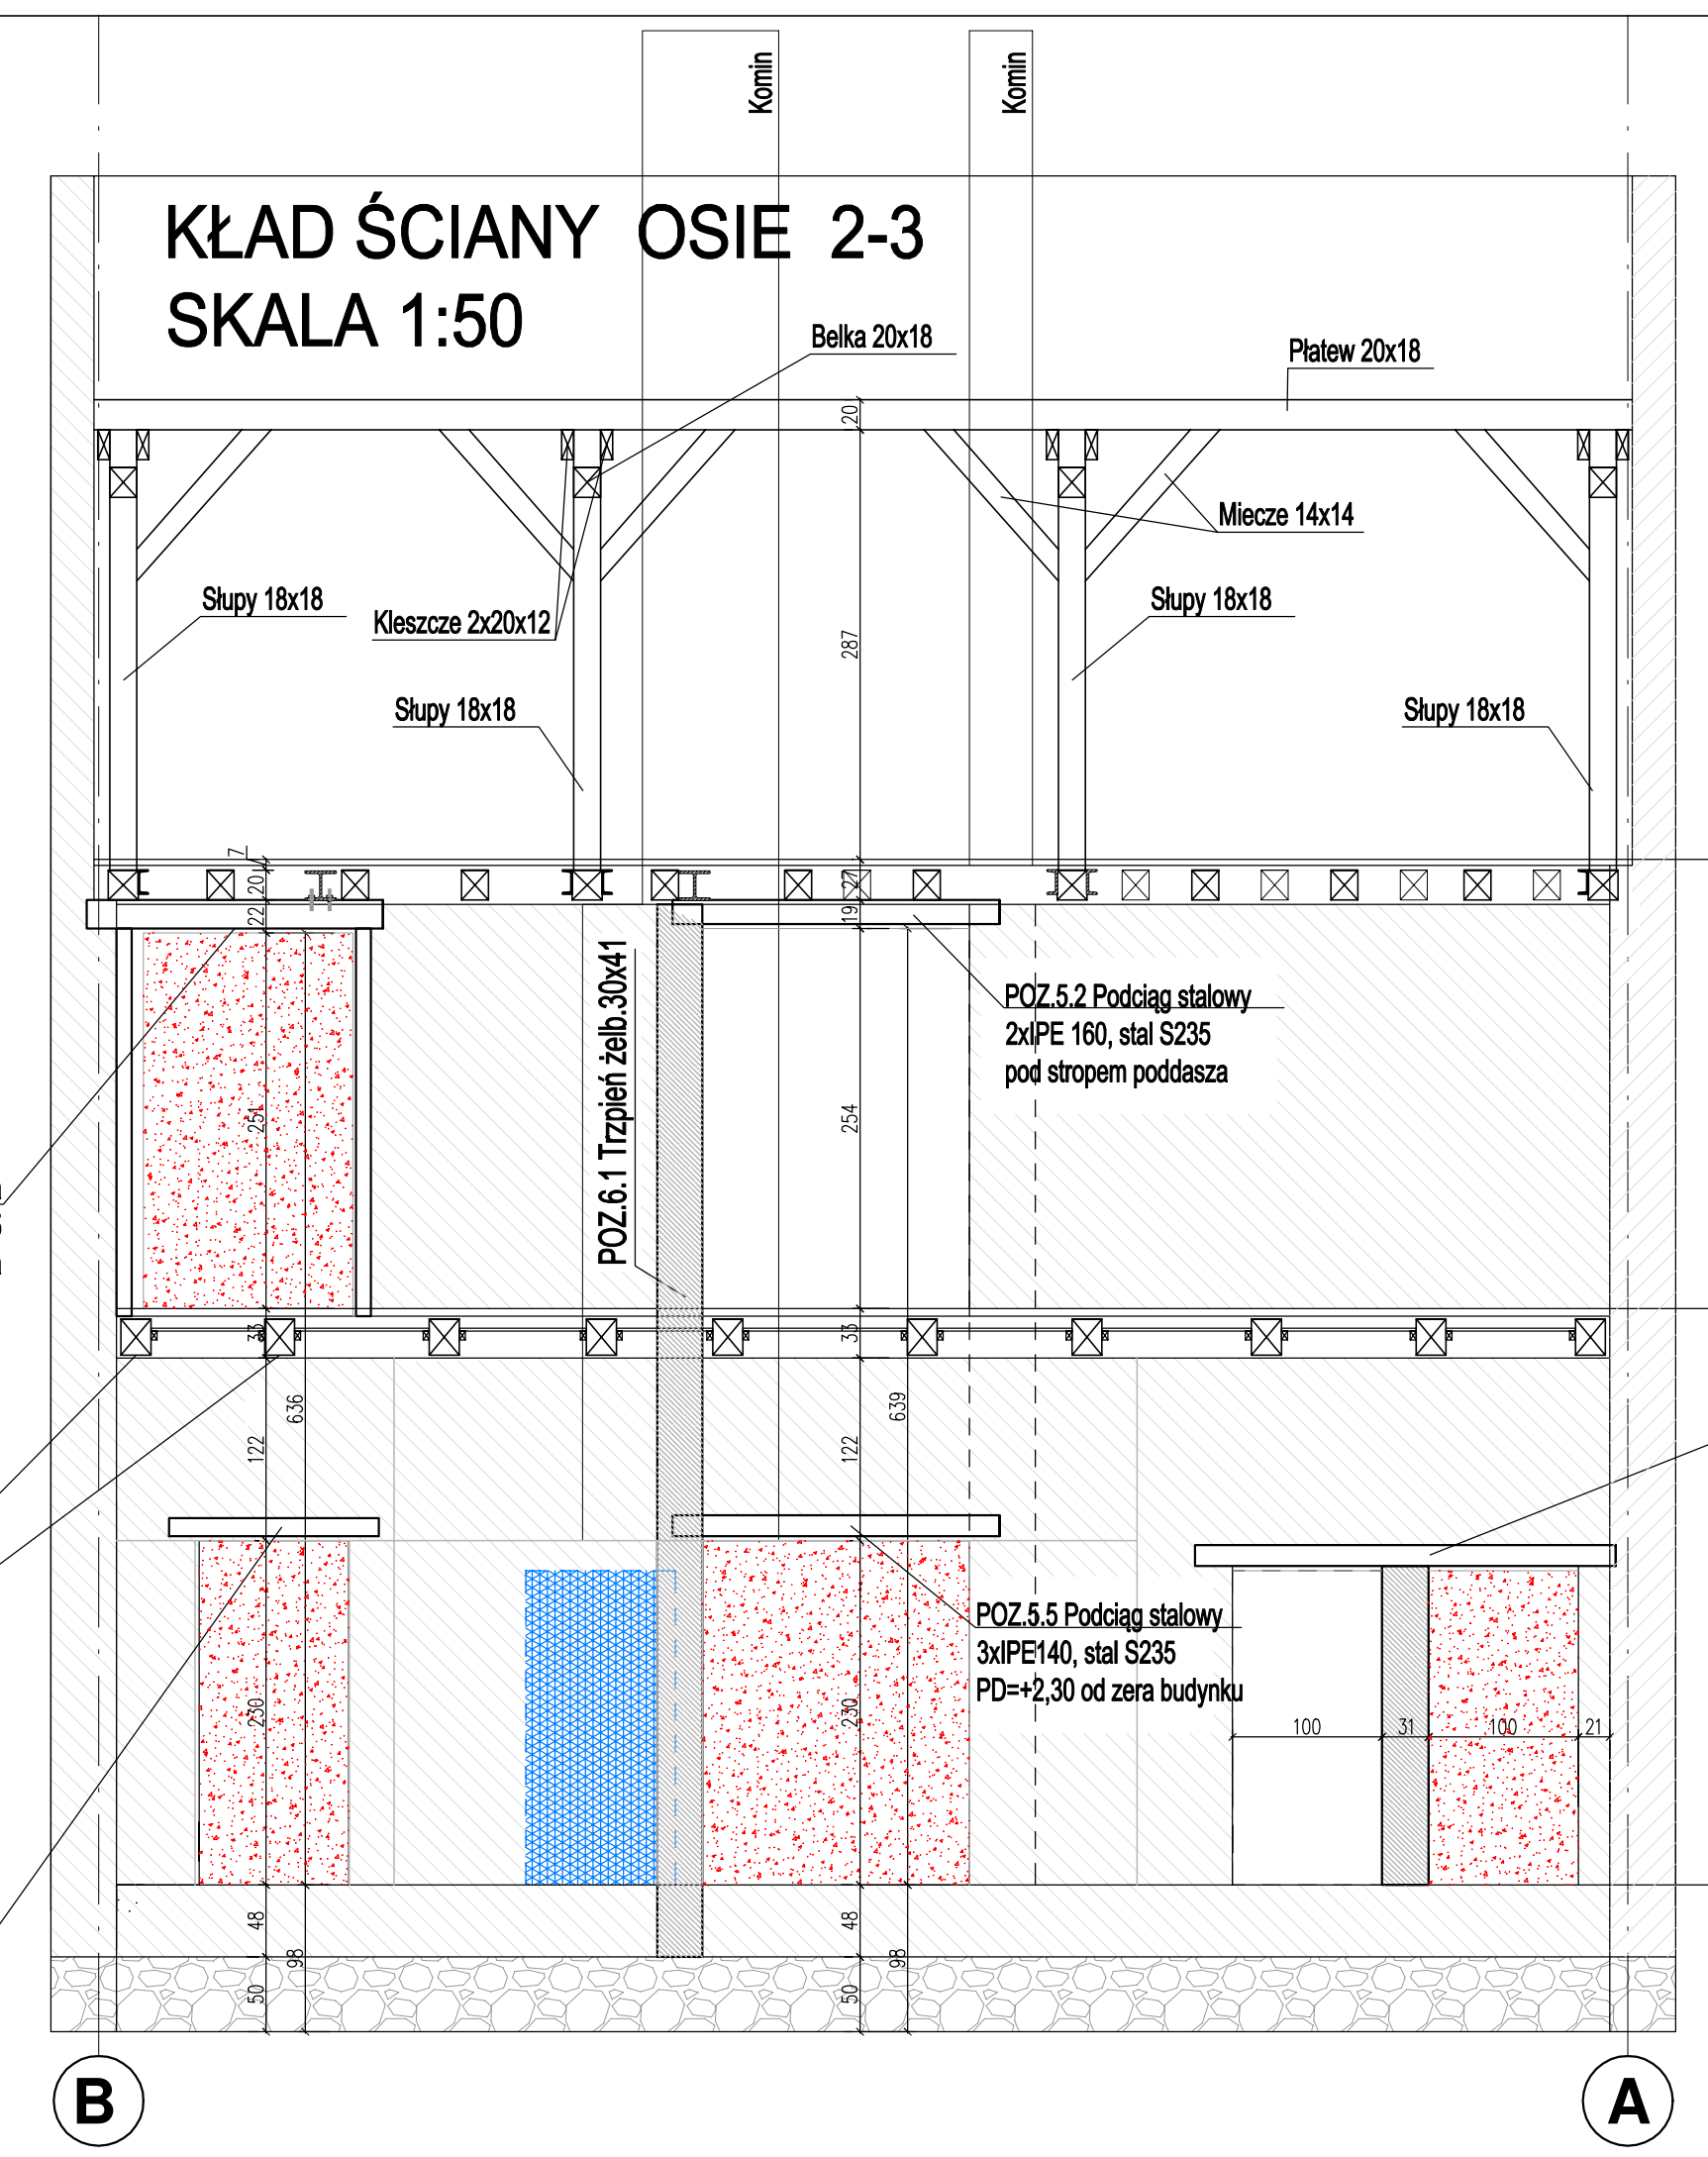 Komin
Komin
KŁAD ŚCIANY OSIE 2-3
SKALA 1:50
Belka 20x18
Płatew 20x18
20
Miecze 14x14
Słupy 18x18
Kleszcze 2x20x12
Słupy 18x18
287
Słupy 18x18
Słupy 18x18
7
20
27
22
19
POZ.6.1 Trzpień żelb.30x41
POZ.5.2 Podciąg stalowy
2xIPE 160, stal S235
pod stropem poddasza
251
254
33
33
636
639
122
122
POZ.5.5 Podciąg stalowy
3xIPE140, stal S235
PD=+2,30 od zera budynku
230
230
100
31
100
21
48
48
98
98
50
50
B
A